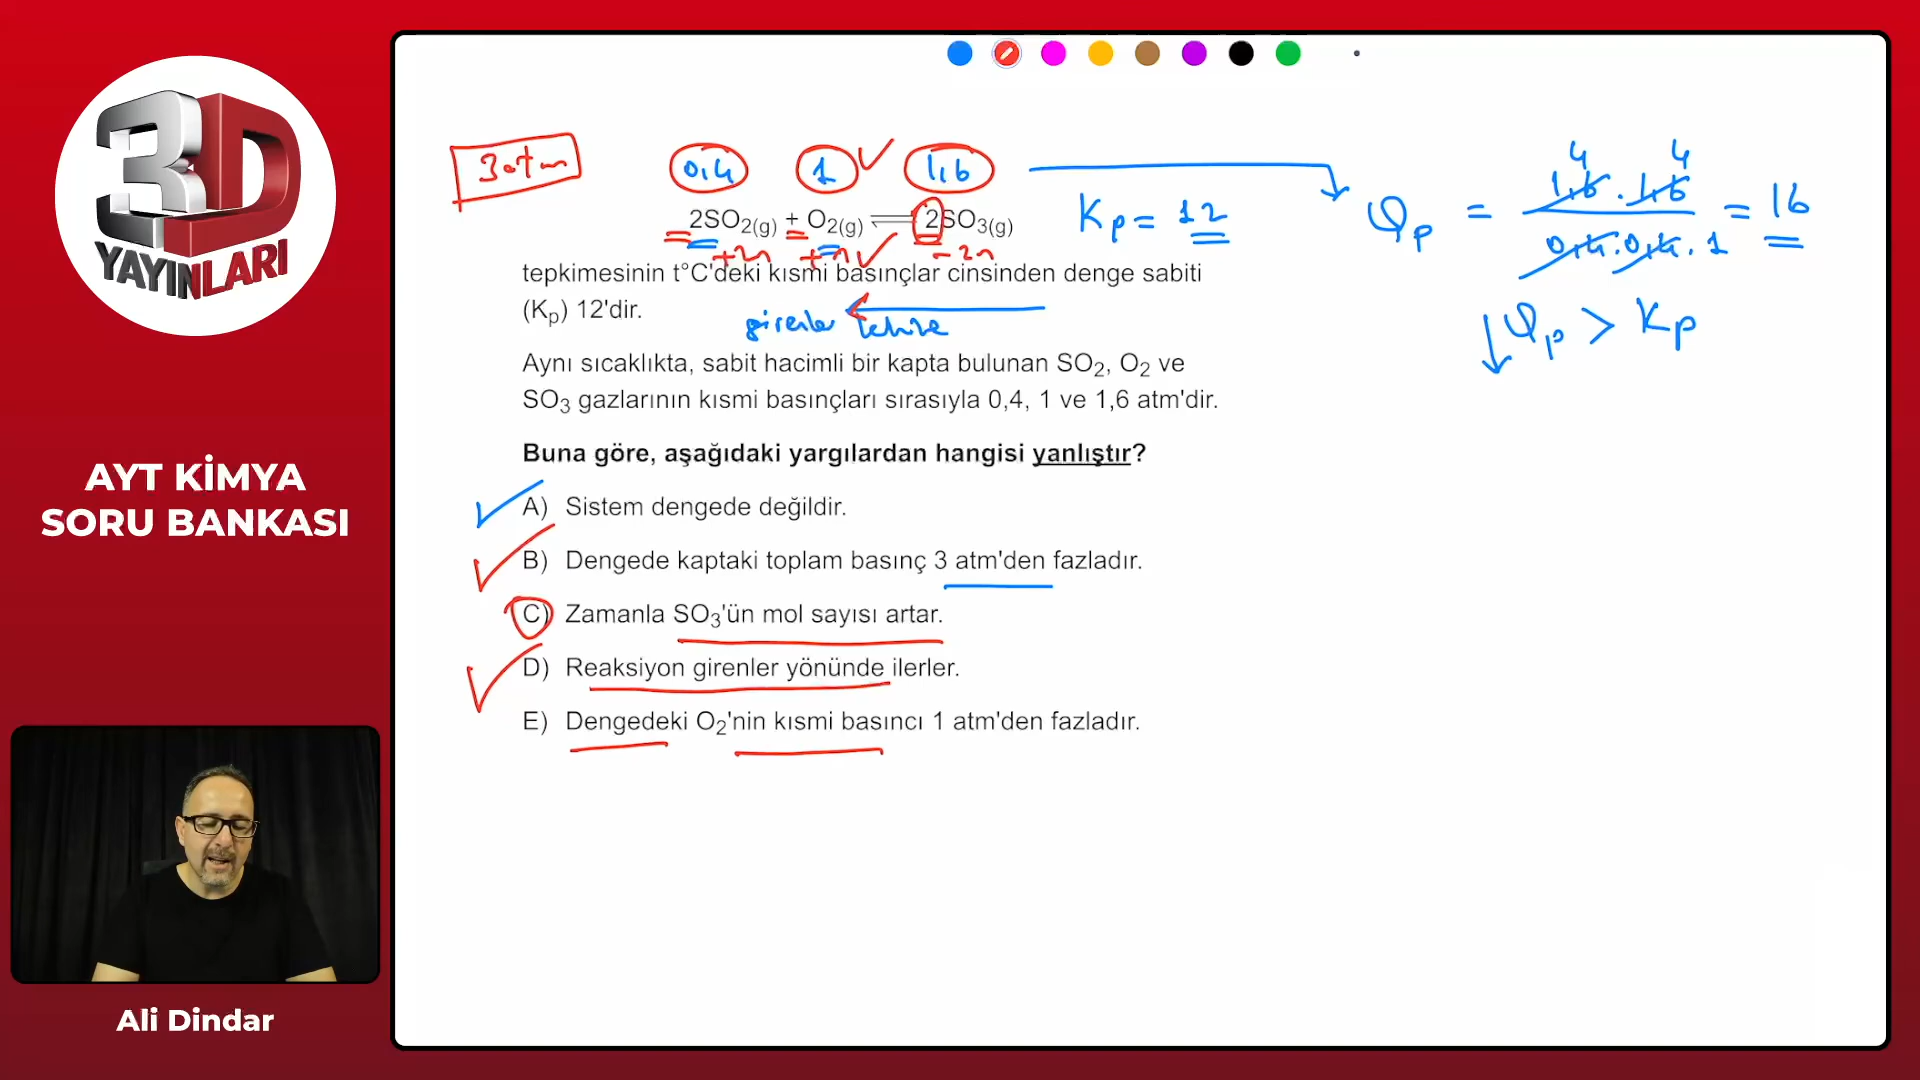 3D
YAYINLARI
AYT KİMYA
SORU BANKASI
Ali Dindar
3 atm
0,4 1 1,6
2SO2(g) + O2(g) ⇌ 2SO3(g)
+2n +n -2n
Kp = 12
Qp = 1,6 . 1,6 / 0,4 . 0,4 . 1 = 16
4 4
Qp > Kp
tepkimesinin t°C'deki kısmi basınçlar cinsinden denge sabiti
(Kp) 12'dir.
girenler lehine
Aynı sıcaklıkta, sabit hacimli bir kapta bulunan SO2, O2 ve
SO3 gazlarının kısmi basınçları sırasıyla 0,4, 1 ve 1,6 atm'dir.
Buna göre, aşağıdaki yargılardan hangisi yanlıştır?
A) Sistem dengede değildir.
B) Dengede kaptaki toplam basınç 3 atm'den fazladır.
C) Zamanla SO3'ün mol sayısı artar.
D) Reaksiyon girenler yönünde ilerler.
E) Dengedeki O2'nin kısmi basıncı 1 atm'den fazladır.